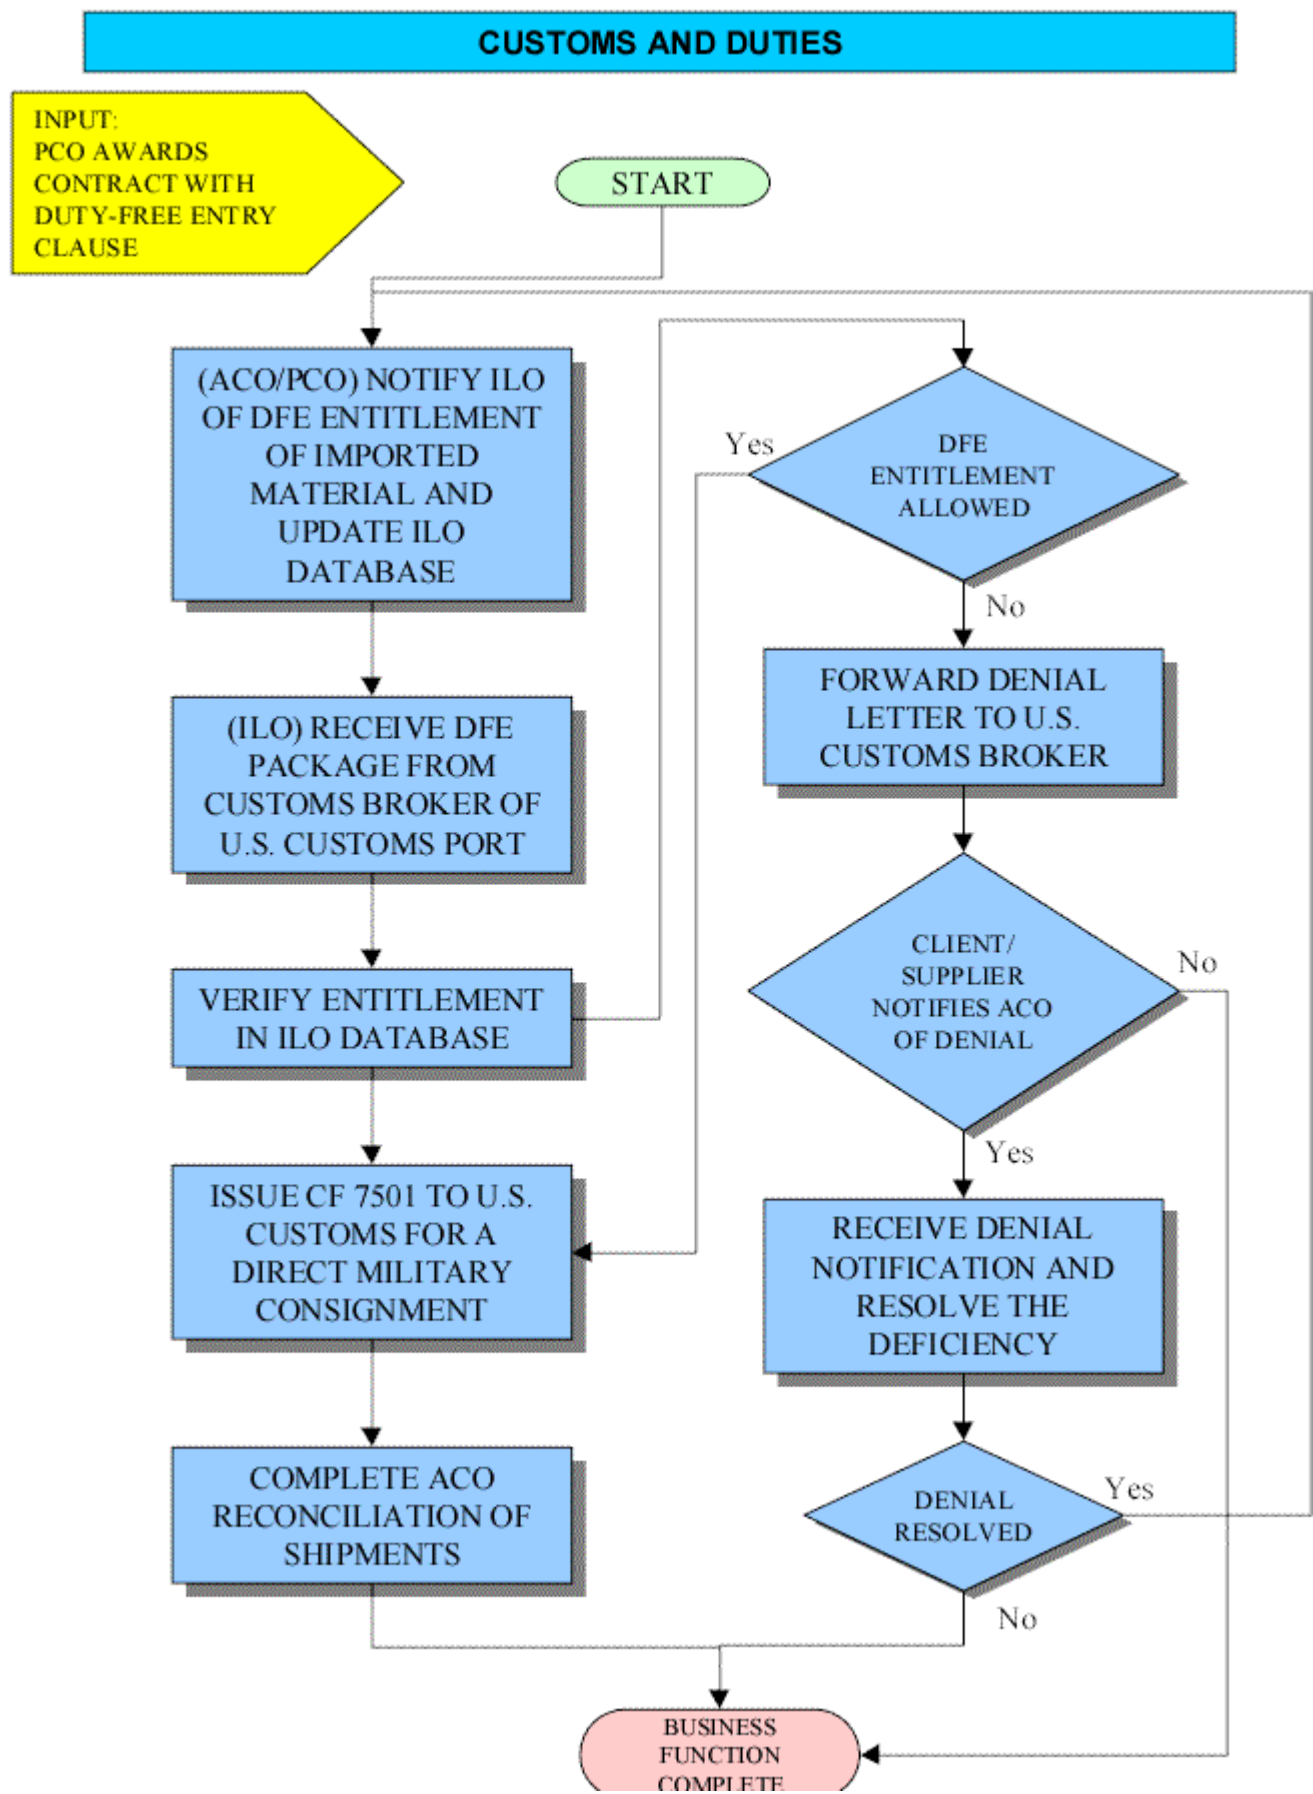 CUSTOMS AND DUTIES
INPUT:
PCO AWARDS
CONTRACT WITH
DUTY-FREE ENTRY
CLAUSE
START
(ACO/PCO) NOTIFY ILO
OF DFE ENTITLEMENT
OF IMPORTED
MATERIAL AND
UPDATE ILO
DATABASE
(ILO) RECEIVE DFE
PACKAGE FROM
CUSTOMS BROKER OF
U.S. CUSTOMS PORT
VERIFY ENTITLEMENT
IN ILO DATABASE
ISSUE CF 7501 TO U.S.
CUSTOMS FOR A
DIRECT MILITARY
CONSIGNMENT
COMPLETE ACO
RECONCILIATION OF
SHIPMENTS
Yes
DFE
ENTITLEMENT
ALLOWED
No
FORWARD DENIAL
LETTER TO U.S.
CUSTOMS BROKER
CLIENT/
SUPPLIER
NOTIFIES ACO
OF DENIAL
No
Yes
RECEIVE DENIAL
NOTIFICATION AND
RESOLVE THE
DEFICIENCY
DENIAL
RESOLVED
Yes
No
BUSINESS
FUNCTION
COMPLETE